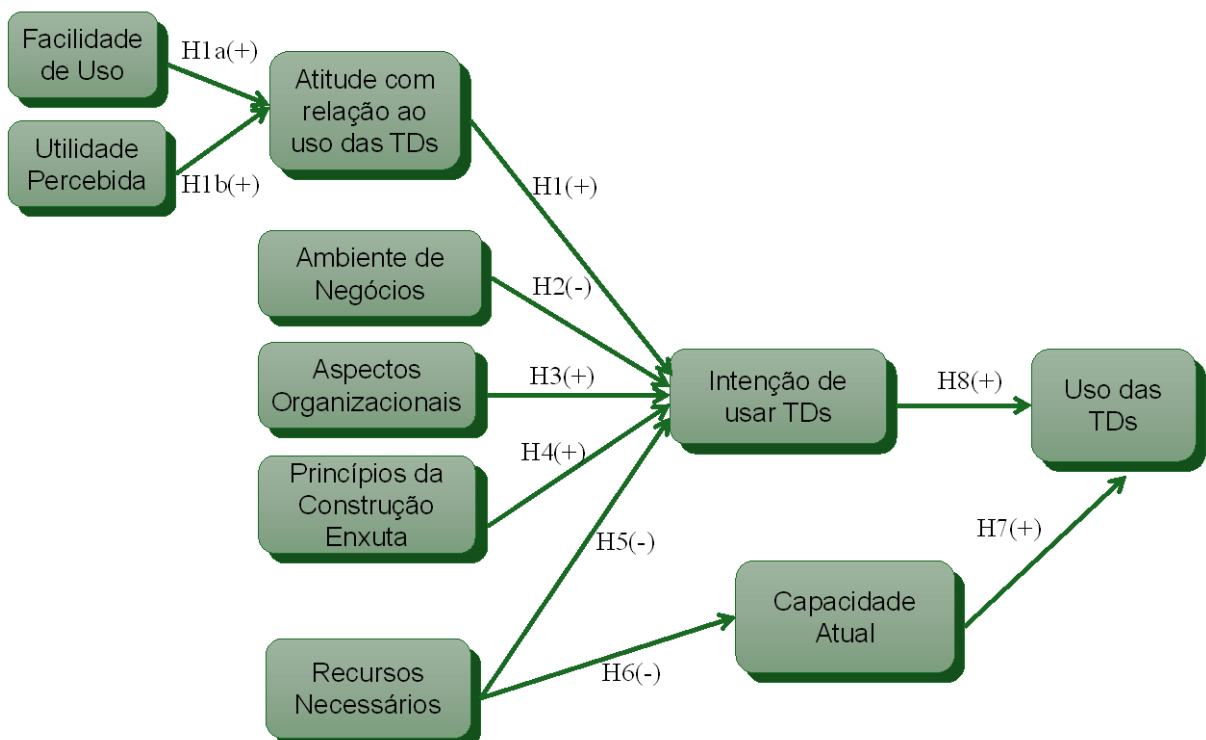 Facilidade
de Uso
H1a(+)
Utilidade
Percebida
H1b(+)
Atitude com
relação ao
uso das TDs
H1(+)
Ambiente de
Negócios
H2(-)
Aspectos
Organizacionais
H3(+)
Princípios da
Construção
Enxuta
H4(+)
Intenção de
usar TDs
H8(+)
Uso das
TDs
H5(-)
H7(+)
Capacidade
Atual
Recursos
Necessários
H6(-)